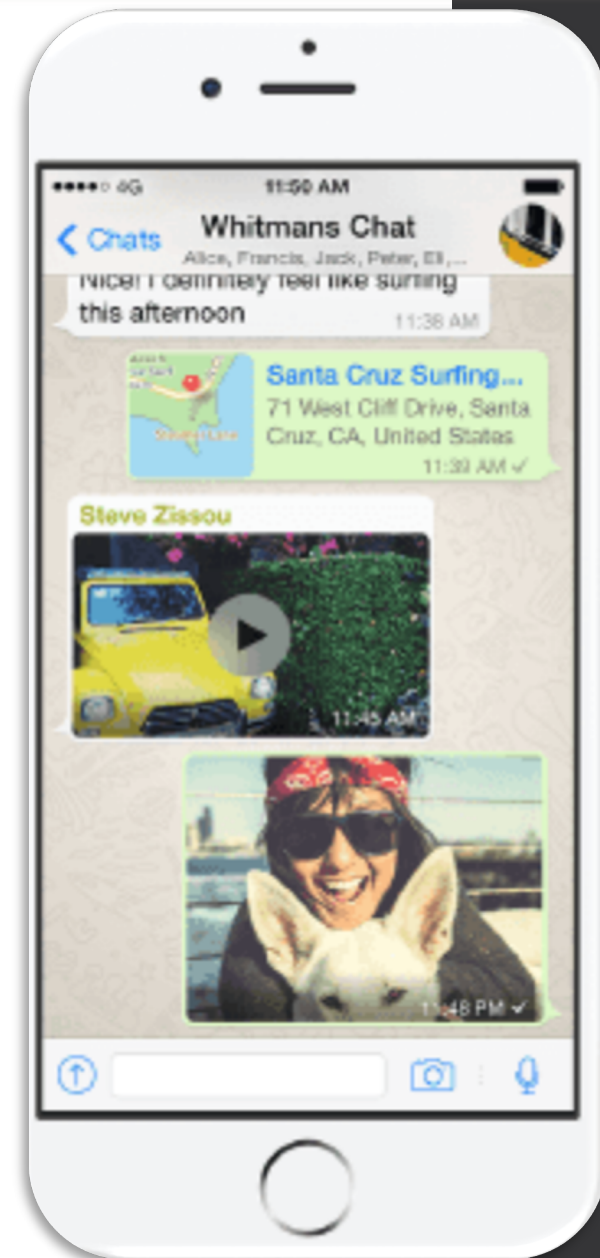 4G 11:50 AM
Chats
Whitmans Chat
Alice, Francis, Jack, Peter, Eli,...
Nice! I definitely feel like surfing
this afternoon
11:38 AM
Santa Cruz Surfing...
71 West Cliff Drive, Santa
Cruz, CA, United States
11:39 AM
Steve Zissou
11:45 AM
11:48 PM